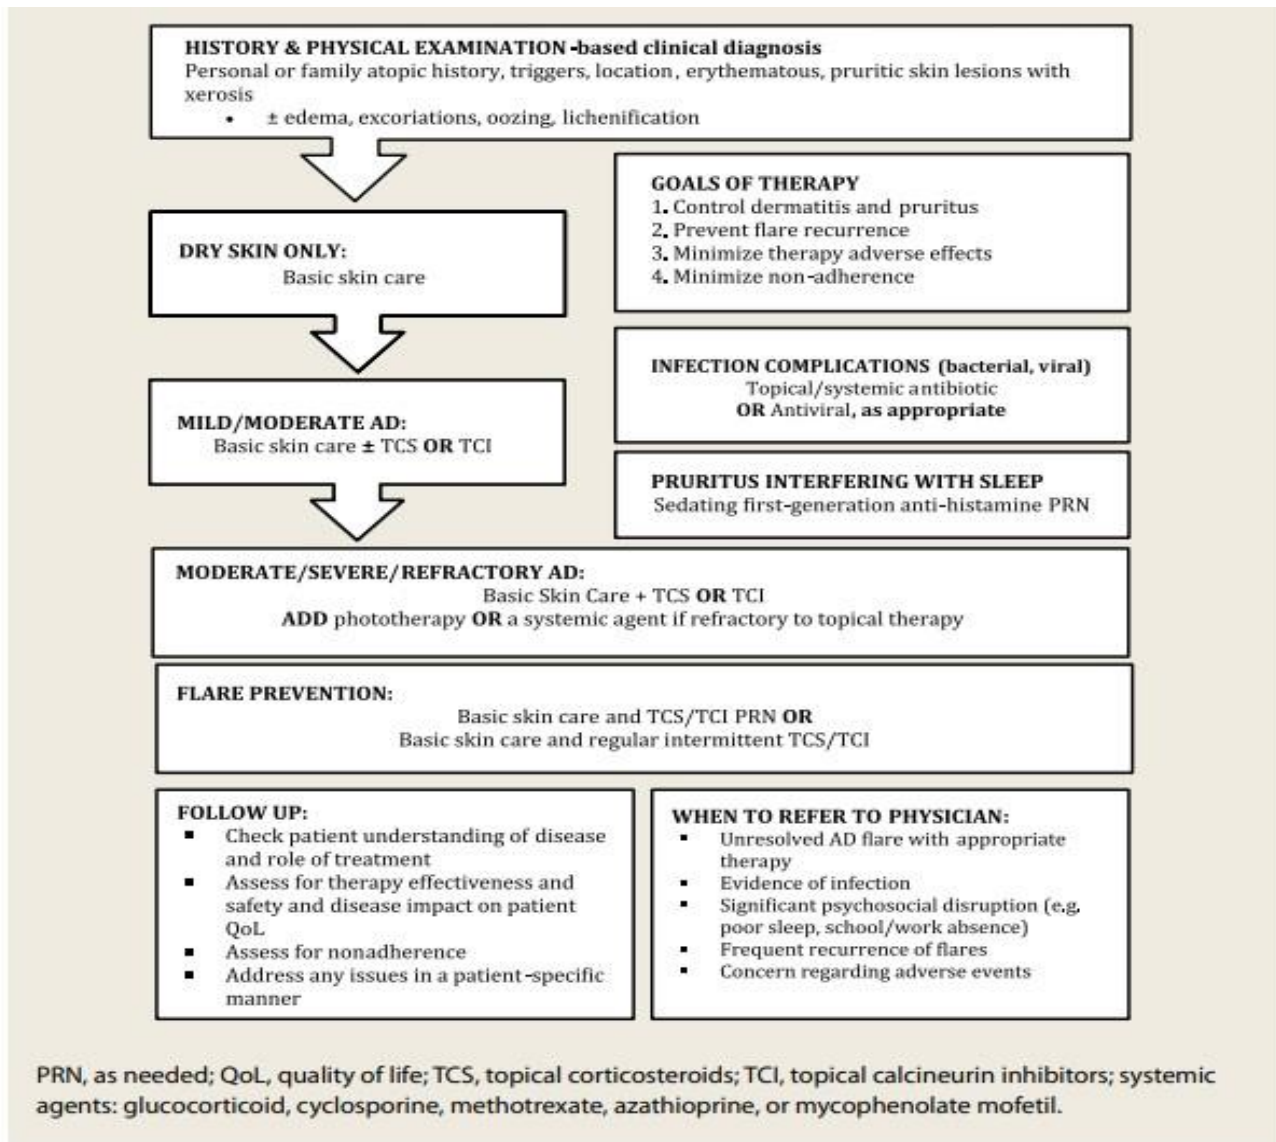 HISTORY & PHYSICAL EXAMINATION-based clinical diagnosis
Personal or family atopic history, triggers, location, erythematous, pruritic skin lesions with
xerosis
• ± edema, excoriations, oozing, lichenification
GOALS OF THERAPY
1. Control dermatitis and pruritus
2. Prevent flare recurrence
3. Minimize therapy adverse effects
4. Minimize non-adherence
DRY SKIN ONLY:
Basic skin care
INFECTION COMPLICATIONS (bacterial, viral)
Topical/systemic antibiotic
OR Antiviral, as appropriate
MILD/MODERATE AD:
Basic skin care ± TCS OR TCI
PRURITUS INTERFERING WITH SLEEP
Sedating first-generation anti-histamine PRN
MODERATE/SEVERE/REFRACTORY AD:
Basic Skin Care + TCS OR TCI
ADD phototherapy OR a systemic agent if refractory to topical therapy
FLARE PREVENTION:
Basic skin care and TCS/TCI PRN OR
Basic skin care and regular intermittent TCS/TCI
FOLLOW UP:
▪ Check patient understanding of disease
and role of treatment
▪ Assess for therapy effectiveness and
safety and disease impact on patient
QoL
▪ Assess for nonadherence
▪ Address any issues in a patient-specific
manner
WHEN TO REFER TO PHYSICIAN:
▪ Unresolved AD flare with appropriate
therapy
▪ Evidence of infection
▪ Significant psychosocial disruption (e.g.
poor sleep, school/work absence)
▪ Frequent recurrence of flares
▪ Concern regarding adverse events
PRN, as needed; QoL, quality of life; TCS, topical corticosteroids; TCI, topical calcineurin inhibitors; systemic
agents: glucocorticoid, cyclosporine, methotrexate, azathioprine, or mycophenolate mofetil.